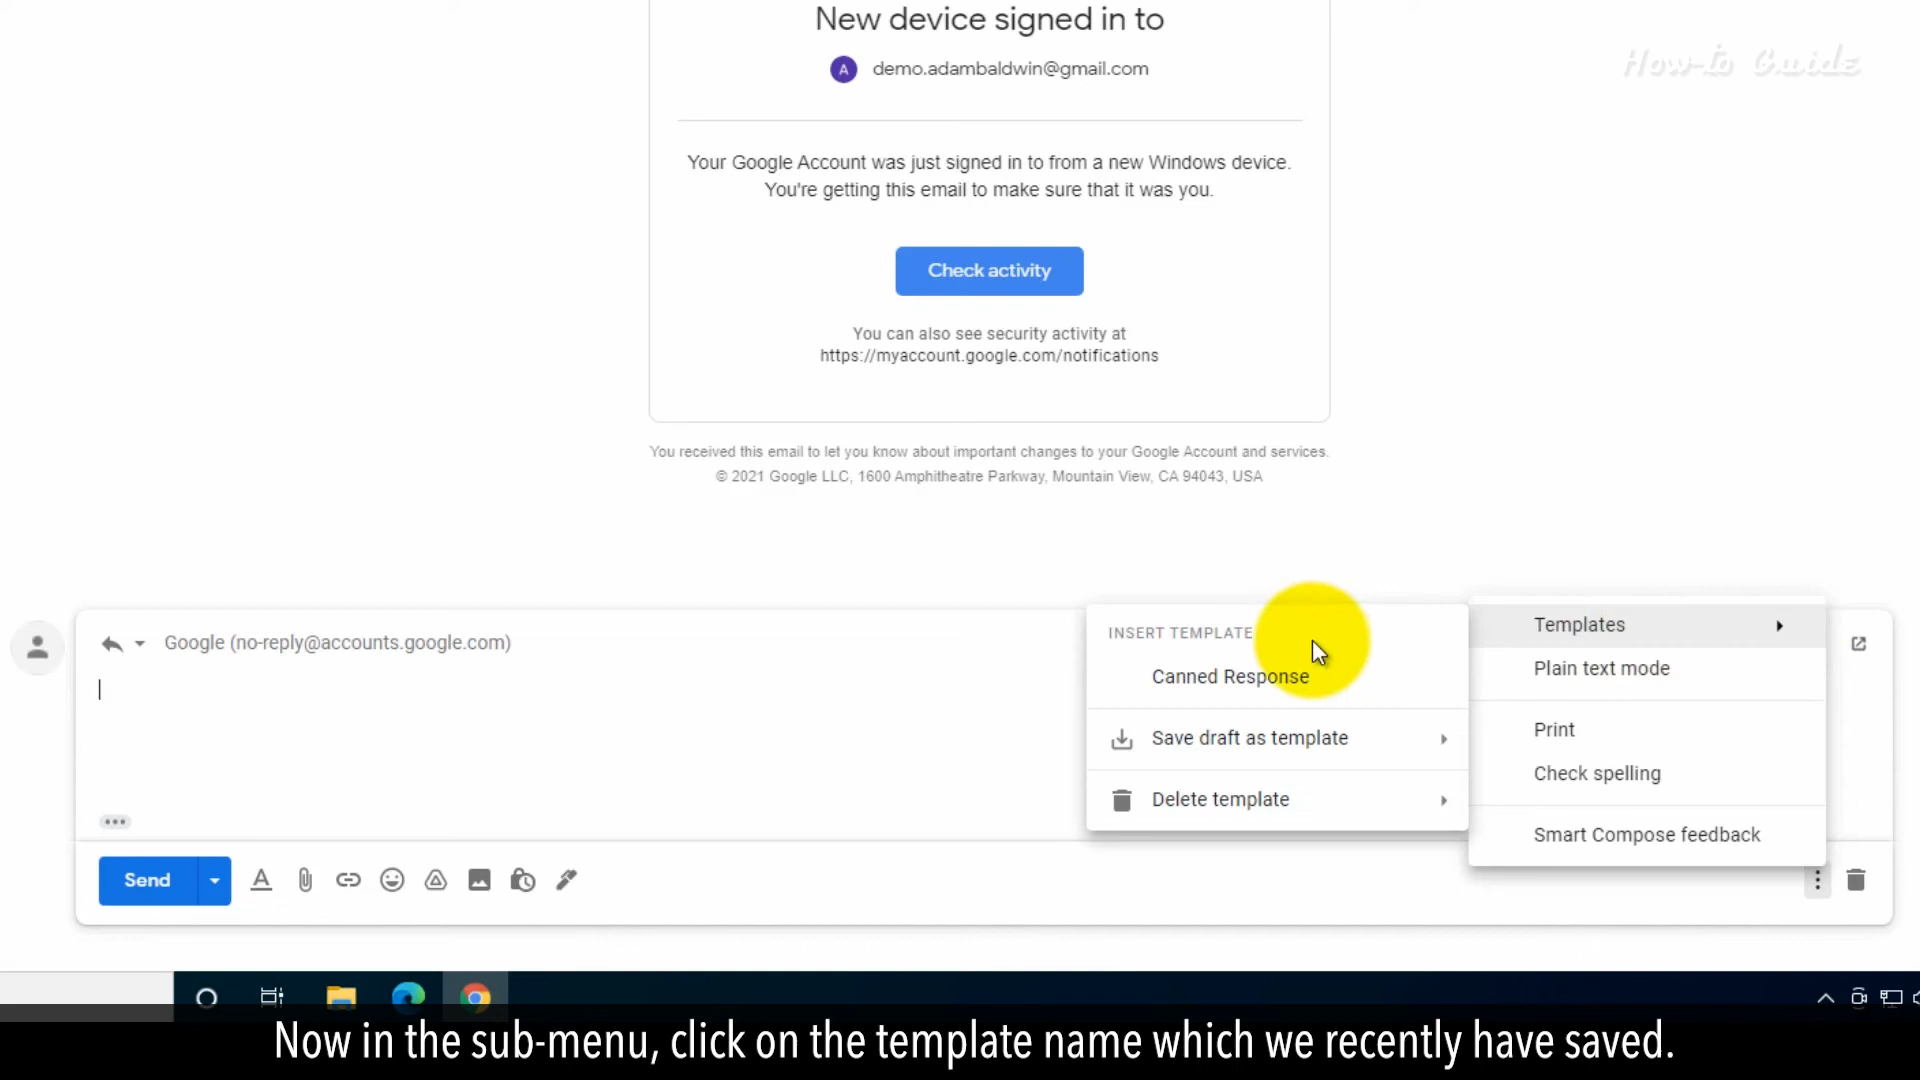 New device signed in to
A demo.adambaldwin@gmail.com
How-to Guide
Your Google Account was just signed in to from a new Windows device.
You're getting this email to make sure that it was you.
Check activity
You can also see security activity at
https://myaccount.google.com/notifications
You received this email to let you know about important changes to your Google Account and services.
© 2021 Google LLC, 1600 Amphitheatre Parkway, Mountain View, CA 94043, USA
Google (no-reply@accounts.google.com)
INSERT TEMPLATE
Canned Response
Save draft as template
Delete template
Templates
Plain text mode
Print
Check spelling
Smart Compose feedback
Send
Now in the sub-menu, click on the template name which we recently have saved.